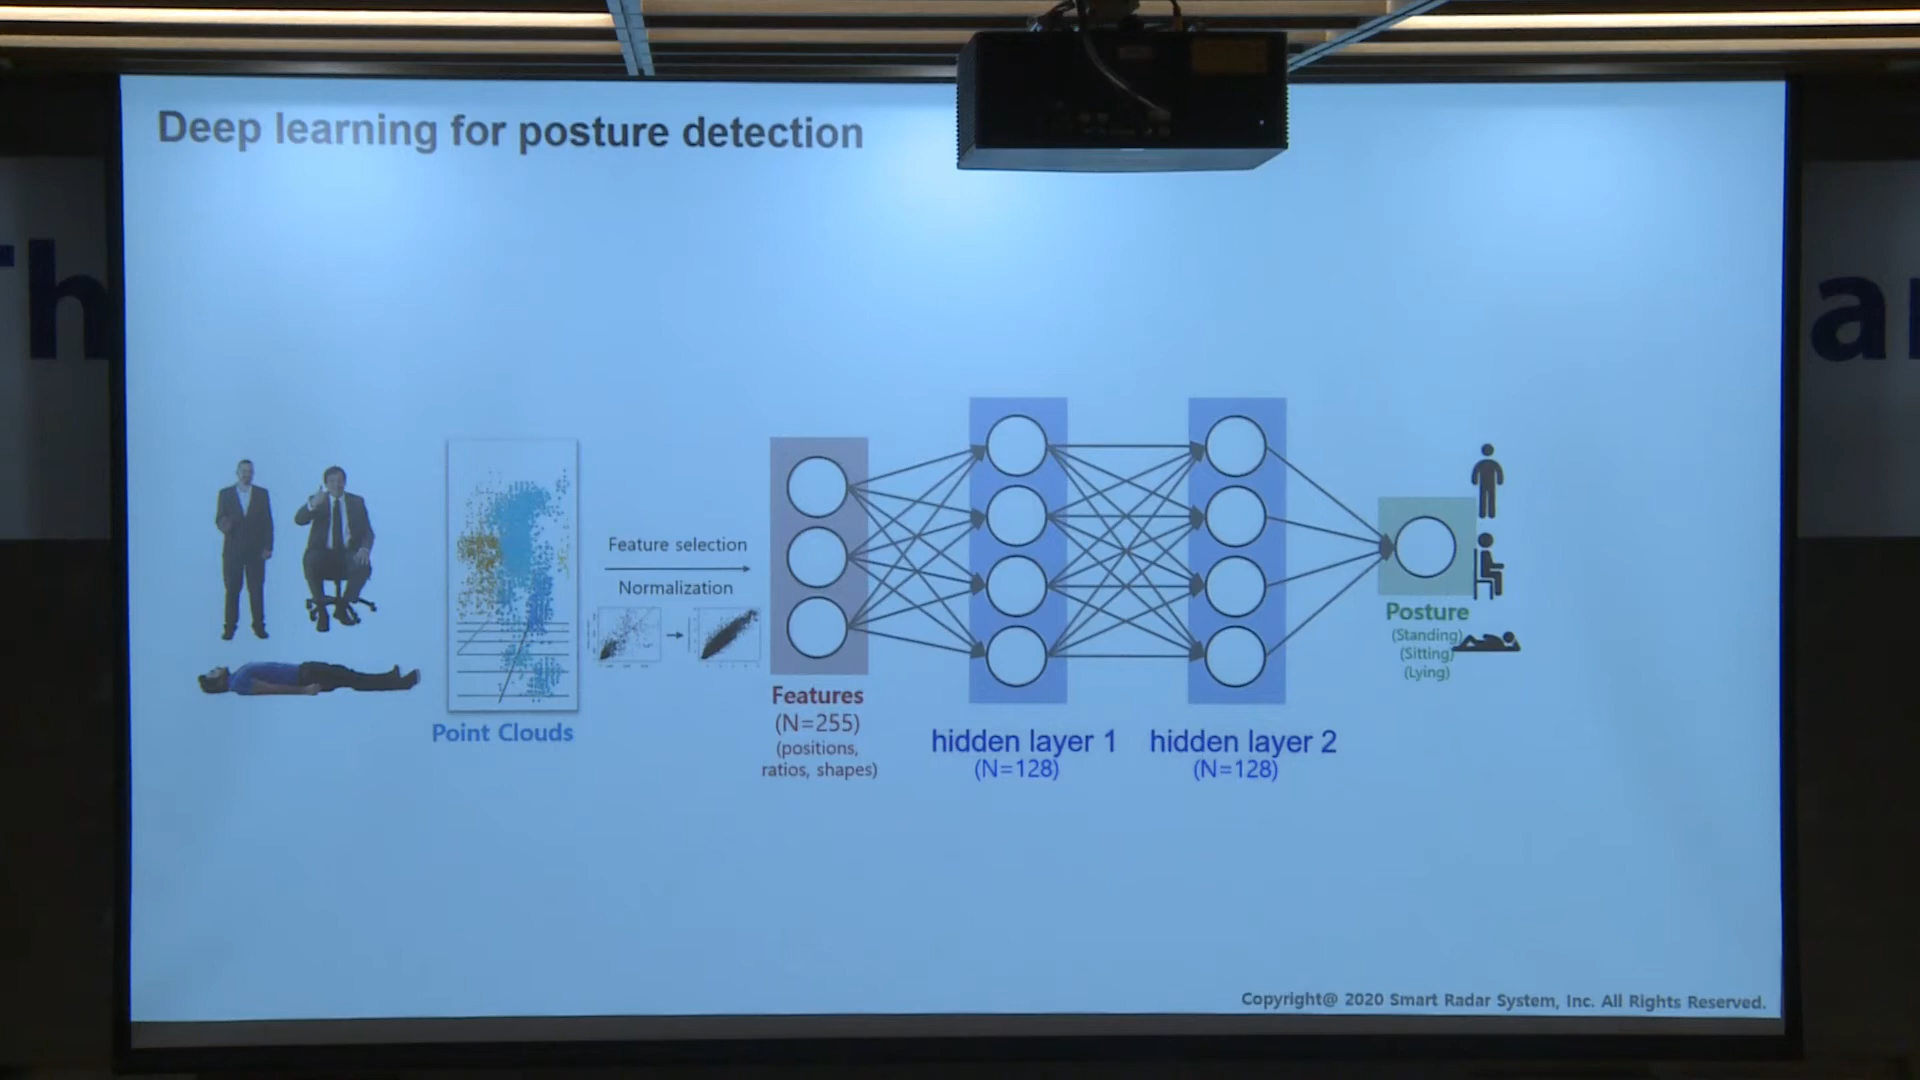 Deep learning for posture detection
Th
a
Feature selection
Normalization
Point Clouds
Features
(N=255)
(positions,
ratios, shapes)
hidden layer 1
(N=128)
hidden layer 2
(N=128)
Posture
(Standing)
(Sitting)
(Lying)
Copyright@ 2020 Smart Radar System, Inc. All Rights Reserved.